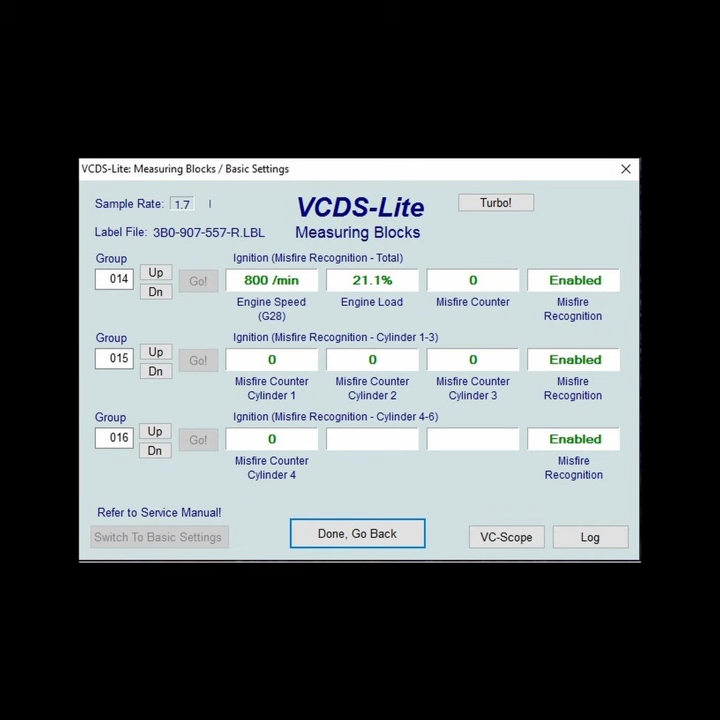 VCDS-Lite: Measuring Blocks / Basic Settings
Sample Rate: 1.7
VCDS-Lite
Turbo!
Label File: 3B0-907-557-R.LBL
Measuring Blocks
Group
Ignition (Misfire Recognition - Total)
014 Up Dn Go! 800 /min 21.1% 0 Enabled
Engine Speed (G28) Engine Load Misfire Counter Misfire Recognition
Group
Ignition (Misfire Recognition - Cylinder 1-3)
015 Up Dn Go! 0 0 0 Enabled
Misfire Counter Cylinder 1 Misfire Counter Cylinder 2 Misfire Counter Cylinder 3 Misfire Recognition
Group
Ignition (Misfire Recognition - Cylinder 4-6)
016 Up Dn Go! 0 Enabled
Misfire Counter Cylinder 4 Misfire Recognition
Refer to Service Manual!
Switch To Basic Settings
Done, Go Back
VC-Scope
Log